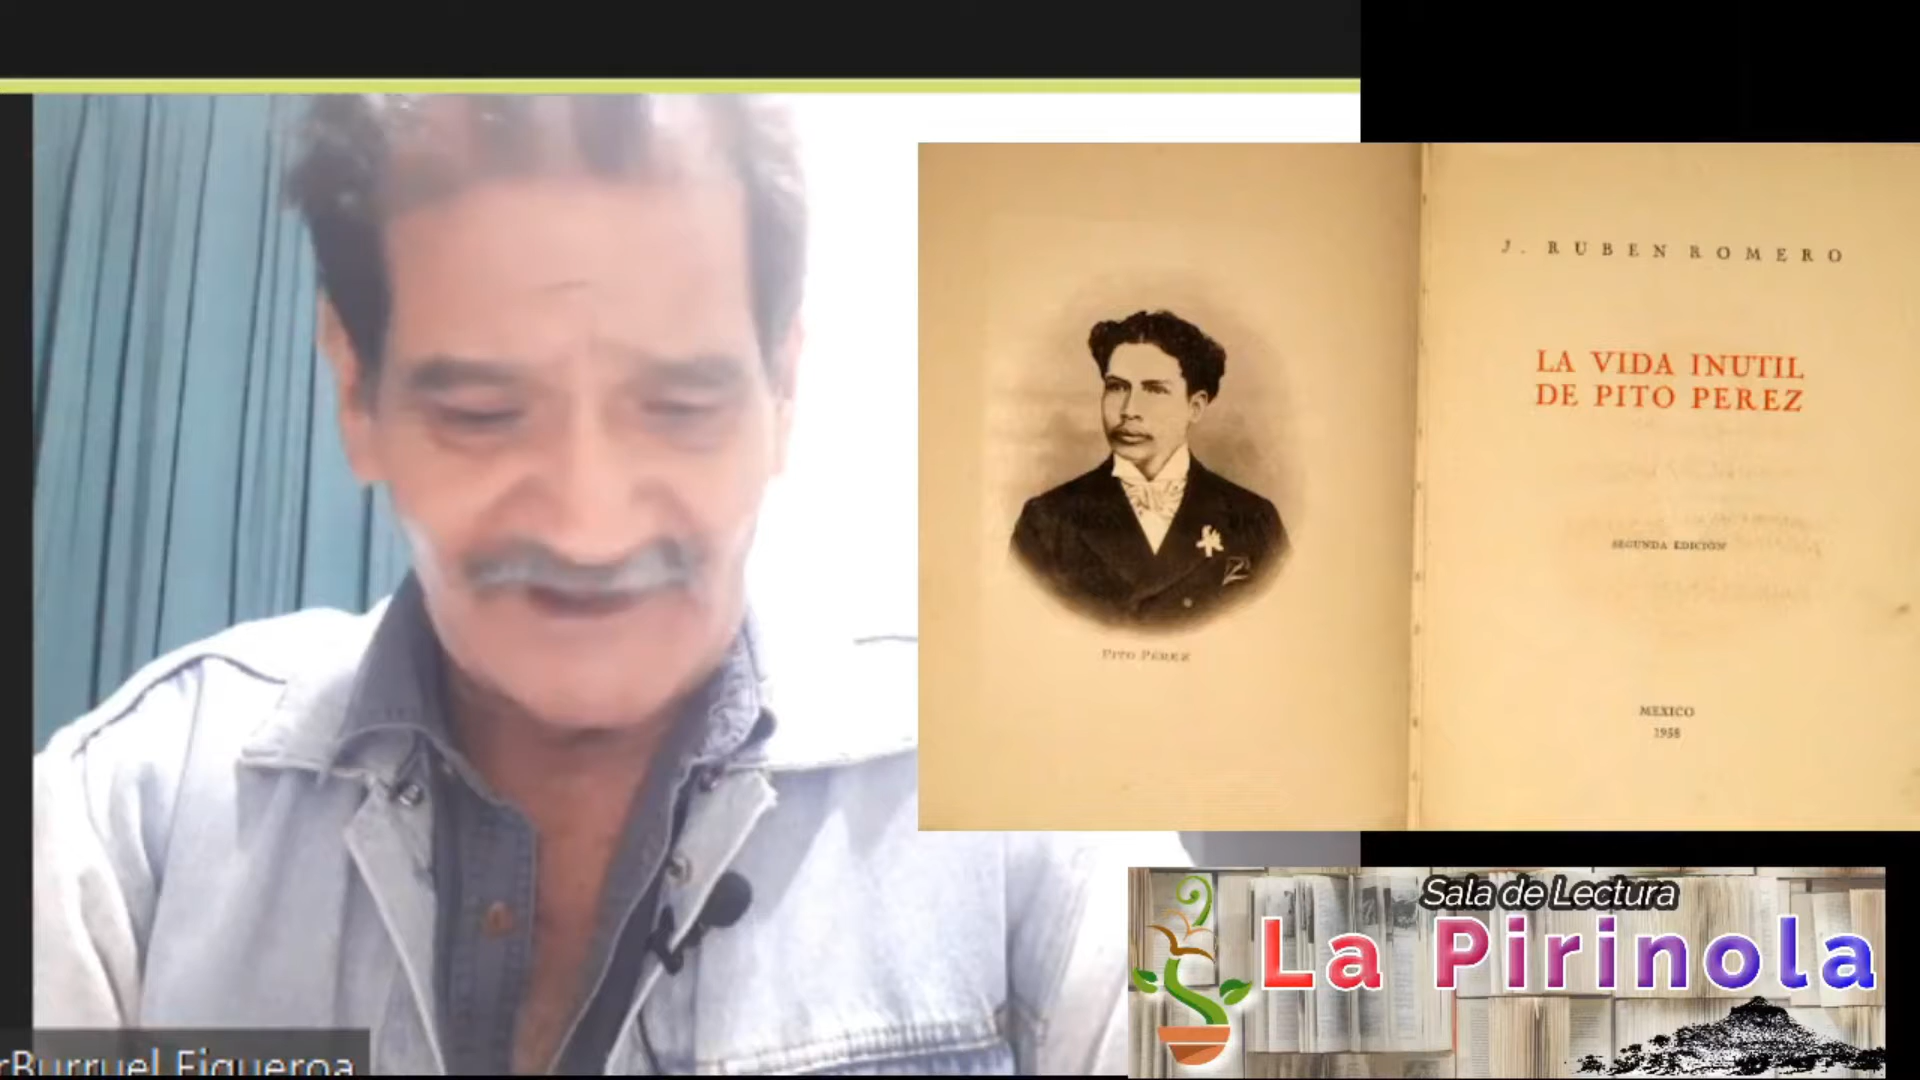 J. RUBEN ROMERO
LA VIDA INUTIL
DE PITO PEREZ
SEGUNDA EDICION
MEXICO
1958
PITO PEREZ
Sala de Lectura
La Pirinola
rBurruel Figueroa